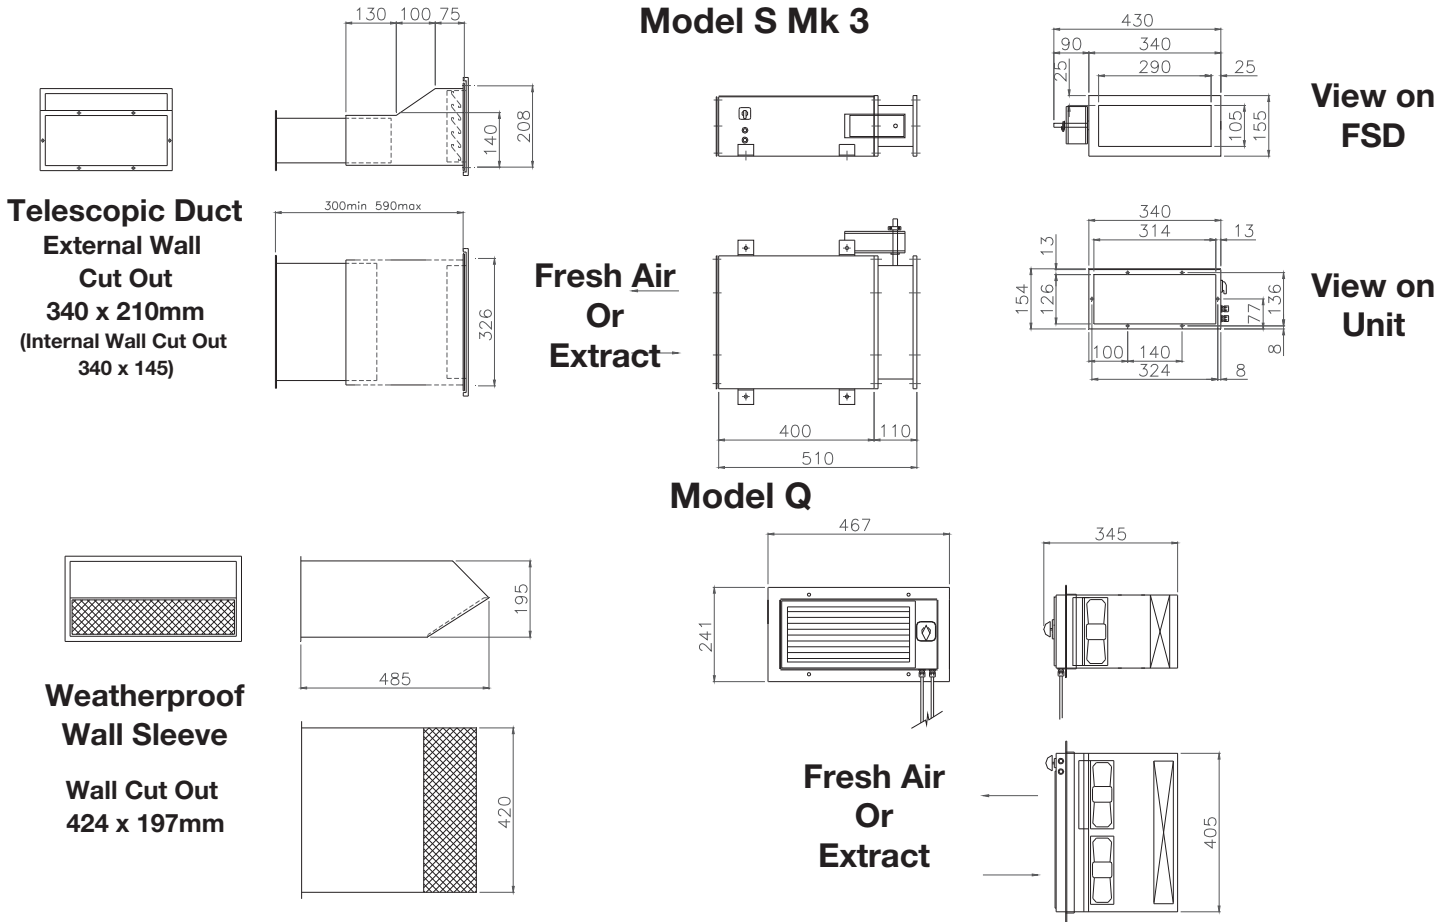 Model S Mk 3
130
100
75
208
140
Telescopic Duct
External Wall
Cut Out
340 x 210mm
(Internal Wall Cut Out
340 x 145)
300min 590max
326
Fresh Air
Or
Extract
400
110
510
430
90
340
25
290
25
105
155
View on
FSD
340
314
13
13
154
126
136
77
8
100
140
324
8
View on
Unit
Model Q
195
485
Weatherproof
Wall Sleeve
Wall Cut Out
424 x 197mm
420
467
241
345
Fresh Air
Or
Extract
405